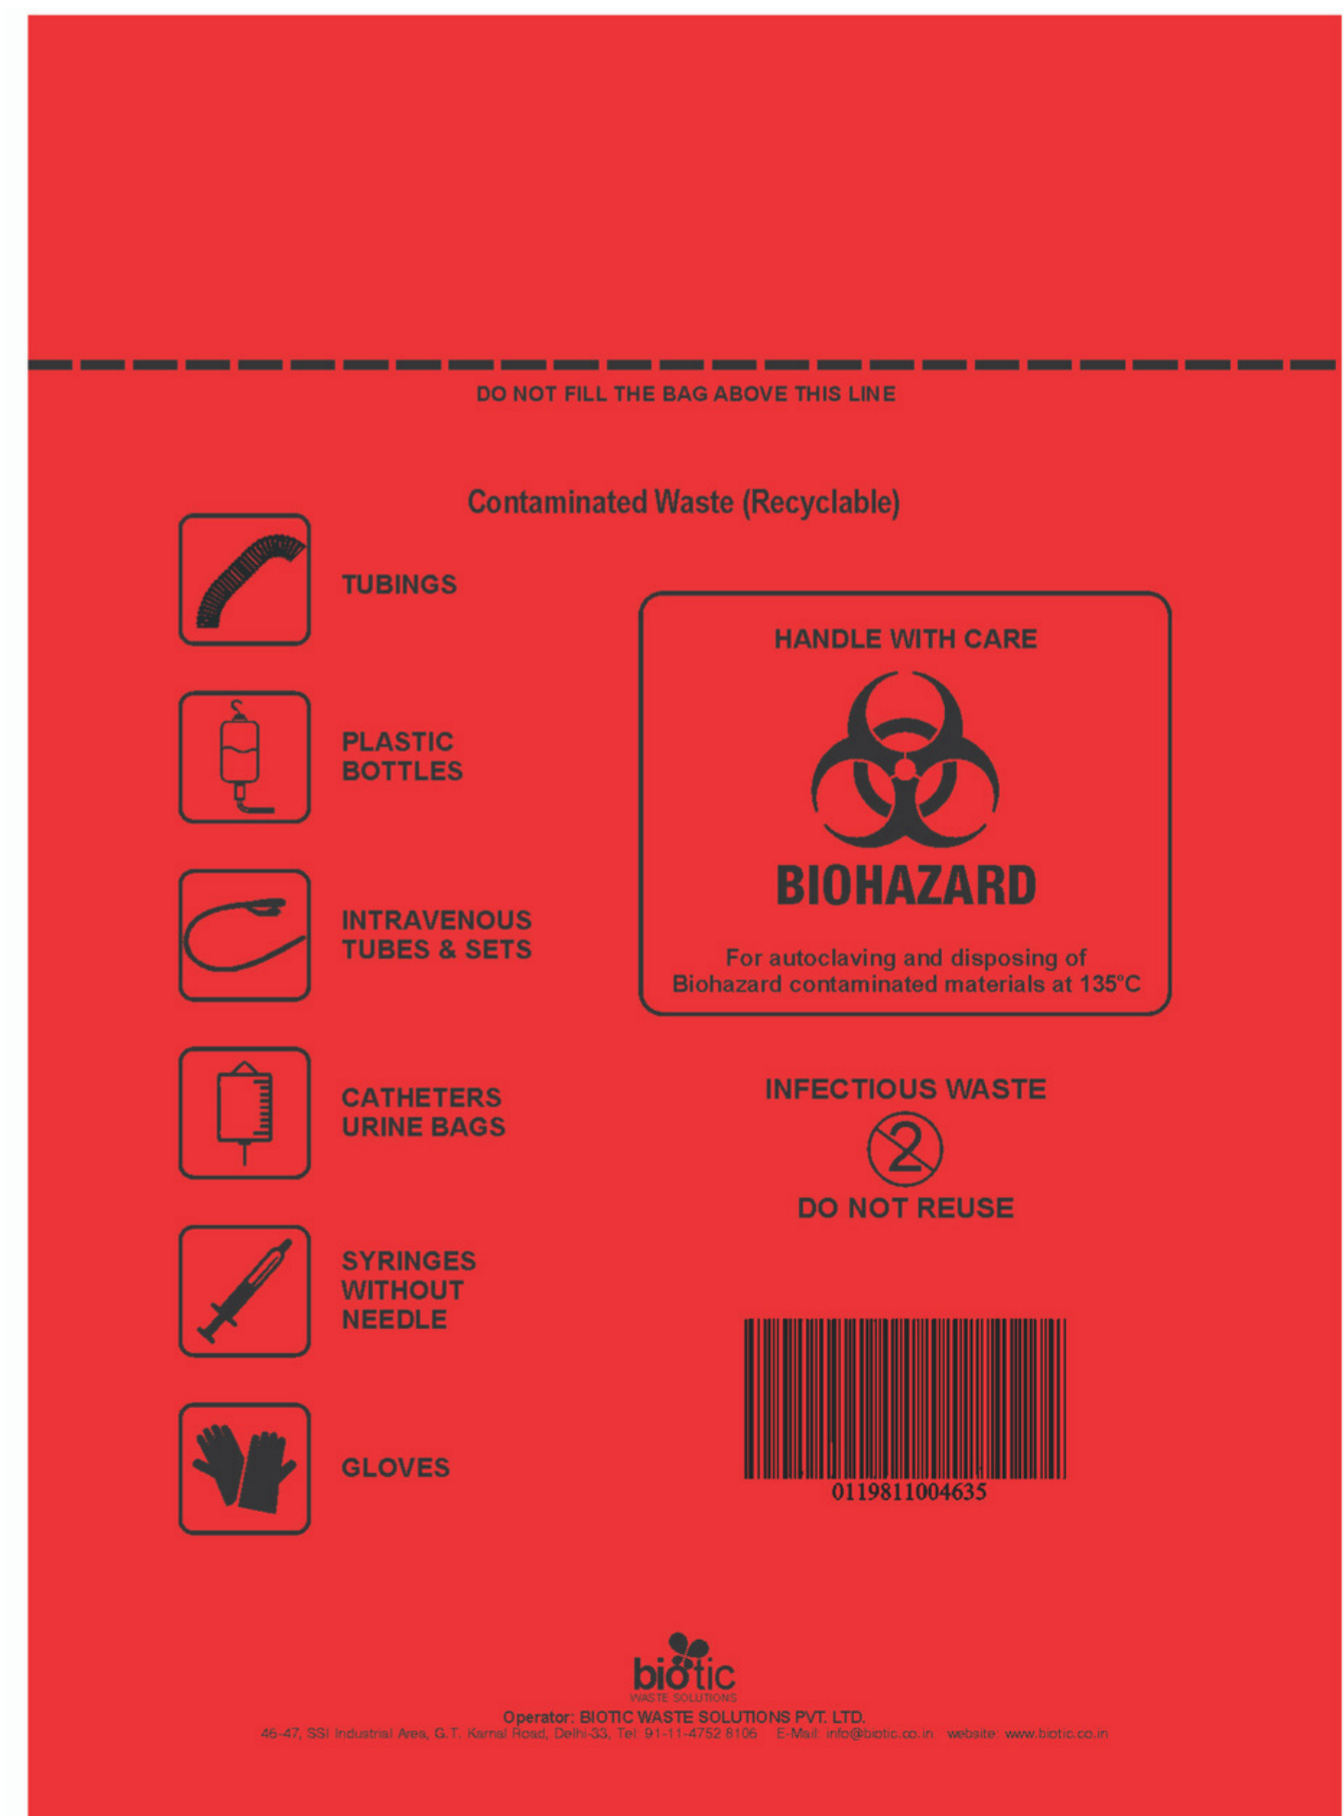 DO NOT FILL THE BAG ABOVE THIS LINE
Contaminated Waste (Recyclable)
TUBINGS
PLASTIC
BOTTLES
INTRAVENOUS
TUBES & SETS
CATHETERS
URINE BAGS
SYRINGES
WITHOUT
NEEDLE
GLOVES
HANDLE WITH CARE
BIOHAZARD
For autoclaving and disposing of
Biohazard contaminated materials at 135°C
INFECTIOUS WASTE
2
DO NOT REUSE
0119811004635
biotic
WASTE SOLUTIONS
Operator: BIOTIC WASTE SOLUTIONS PVT. LTD.
46-47, SSI Industrial Area, G.T. Karnal Road, Delhi-33, Tel: 91-11-4752 8106 E-Mail: info@biotic.co.in website: www.biotic.co.in